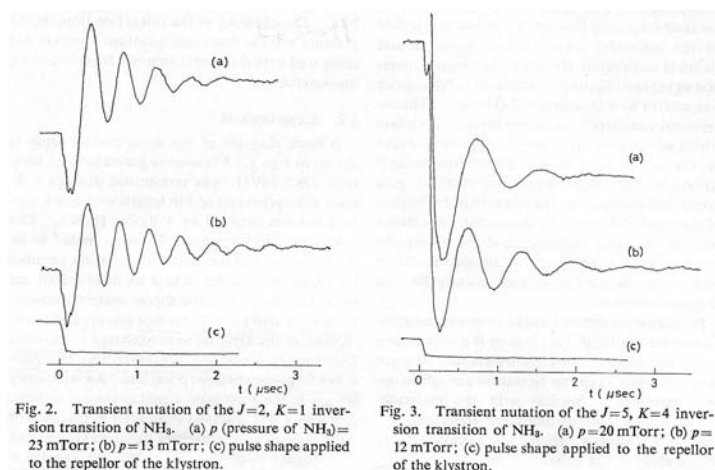 (a)
(b)
(c)
0 1 2 3
t ( μsec)
Fig. 2. Transient nutation of the J=2, K=1 inver-
sion transition of NH₃. (a) p (pressure of NH₃)=
23 mTorr; (b) p=13 mTorr; (c) pulse shape applied
to the repellor of the klystron.
(a)
(b)
(c)
0 1 2 3
t ( μsec)
Fig. 3. Transient nutation of the J=5, K=4 inver-
sion transition of NH₃. (a) p=20 mTorr; (b) p=
12 mTorr; (c) pulse shape applied to the repellor
of the klystron.